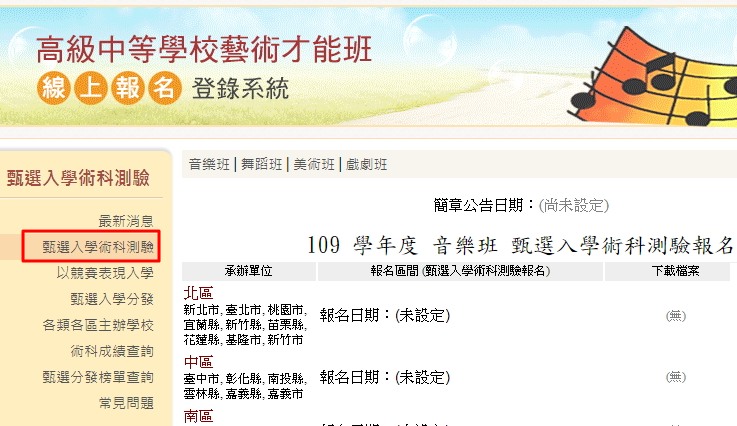 高級中等學校藝術才能班
線上報名 登錄系統
甄選入學術科測驗
最新消息
甄選入學術科測驗
以競賽表現入學
甄選入學分發
各類各區主辦學校
術科成績查詢
甄選分發榜單查詢
常見問題
音樂班 | 舞蹈班 | 美術班 | 戲劇班
簡章公告日期：(尚未設定)
109 學年度 音樂班 甄選入學術科測驗報名
承辦單位 報名區間 (甄選入學術科測驗報名) 下載檔案
北區
新北市, 臺北市, 桃園市,
宜蘭縣, 新竹縣, 苗栗縣,
花蓮縣, 基隆市, 新竹市
報名日期：(未設定) (無)
中區
臺中市, 彰化縣, 南投縣,
雲林縣, 嘉義縣, 嘉義市
報名日期：(未設定) (無)
南區